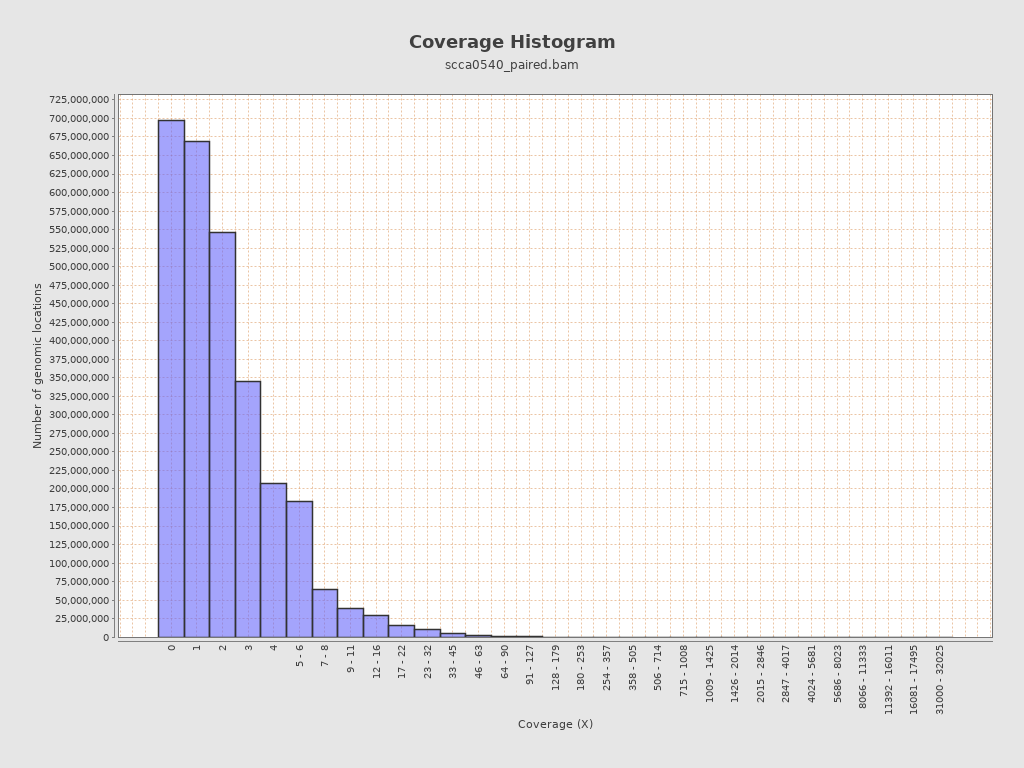 Coverage Histogram
scca0540_paired.bam
Number of genomic locations
725,000,000
700,000,000
675,000,000
650,000,000
625,000,000
600,000,000
575,000,000
550,000,000
525,000,000
500,000,000
475,000,000
450,000,000
425,000,000
400,000,000
375,000,000
350,000,000
325,000,000
300,000,000
275,000,000
250,000,000
225,000,000
200,000,000
175,000,000
150,000,000
125,000,000
100,000,000
75,000,000
50,000,000
25,000,000
0
0
1
2
3
4
5 - 6
7 - 8
9 - 11
12 - 16
17 - 22
23 - 32
33 - 45
46 - 63
64 - 90
91 - 127
128 - 179
180 - 253
254 - 357
358 - 505
506 - 714
715 - 1008
1009 - 1425
1426 - 2014
2015 - 2846
2847 - 4017
4024 - 5681
5686 - 8023
8066 - 11333
11392 - 16011
16081 - 17495
31000 - 32025
Coverage (X)